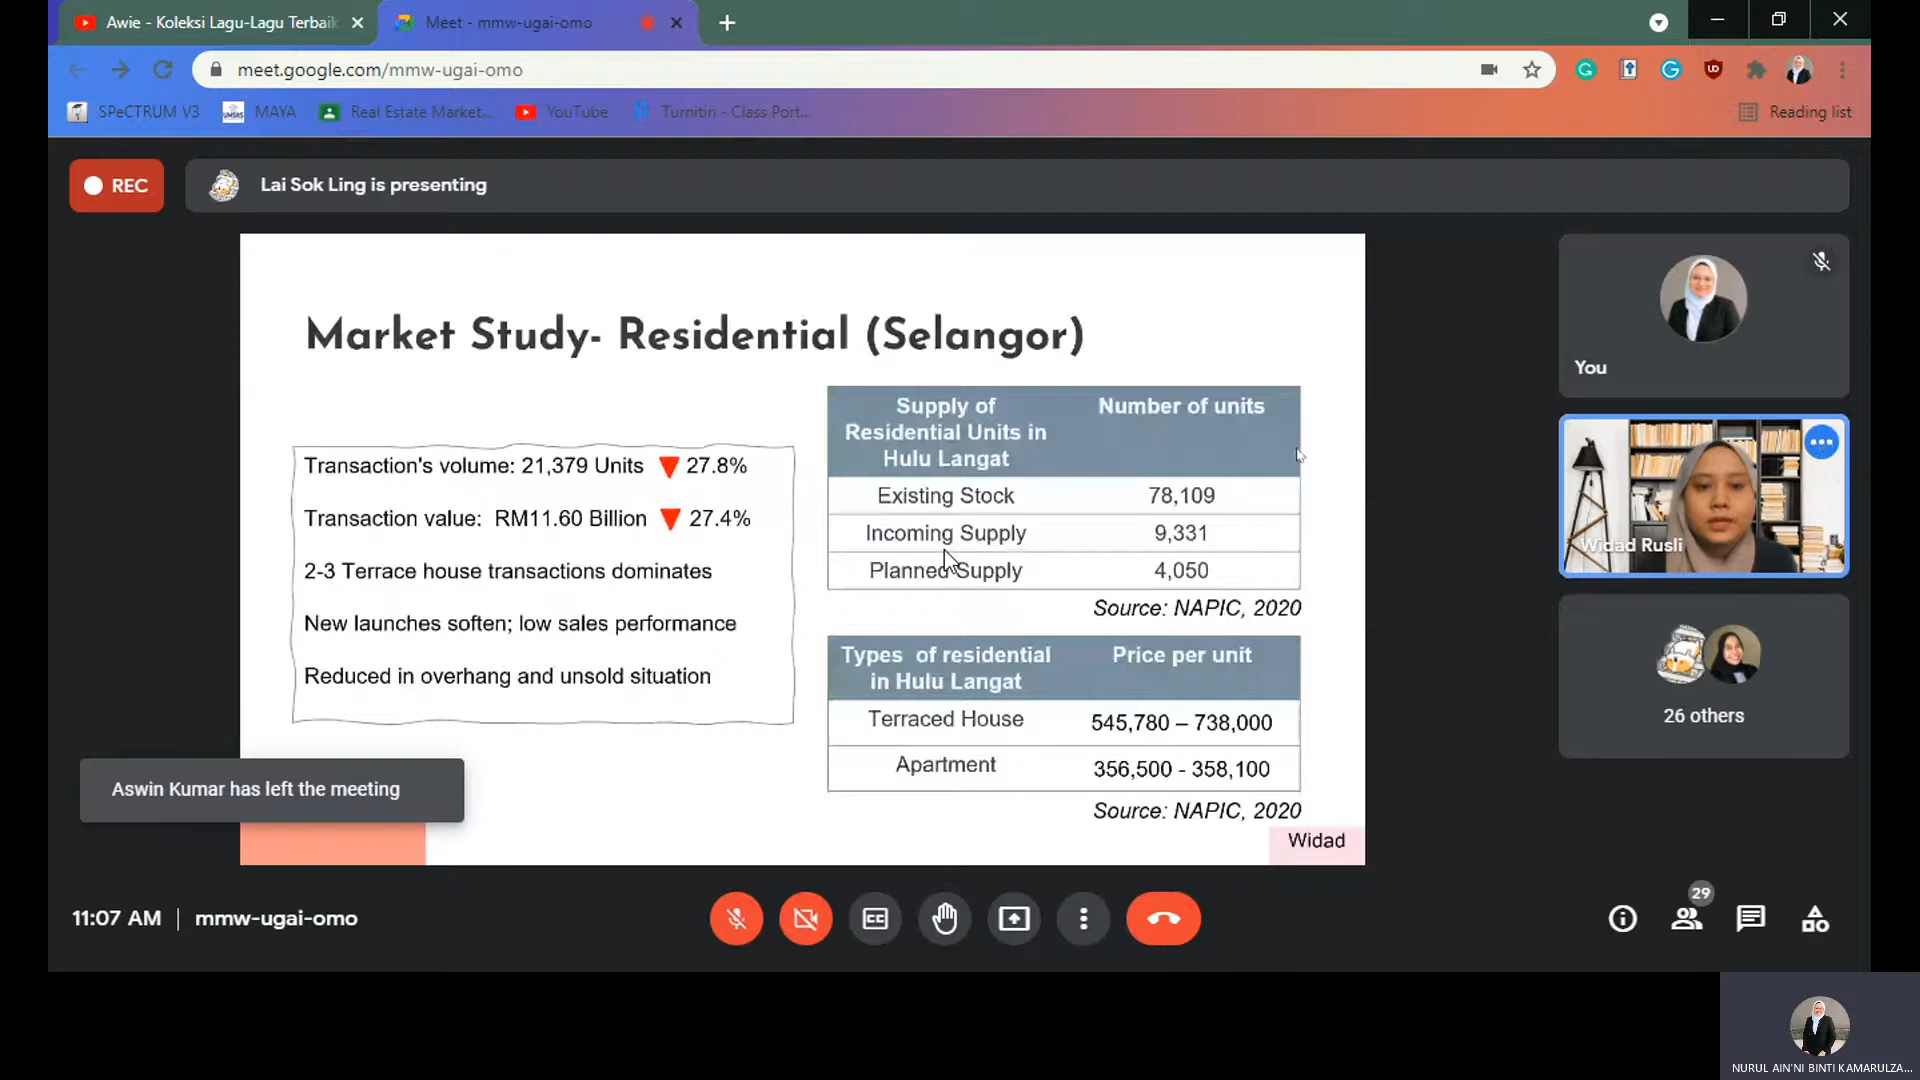 Awie - Koleksi Lagu-Lagu Terbaik
Meet - mmw-ugai-omo
meet.google.com/mmw-ugai-omo
SPeCTRUM V3
MAYA
Real Estate Market...
YouTube
Turnitin - Class Port...
Reading list
REC
Lai Sok Ling is presenting
Market Study- Residential (Selangor)
Transaction's volume: 21,379 Units 27.8%
Transaction value: RM11.60 Billion 27.4%
2-3 Terrace house transactions dominates
New launches soften; low sales performance
Reduced in overhang and unsold situation
Supply of Residential Units in Hulu Langat
Number of units
Existing Stock 78,109
Incoming Supply 9,331
Planned Supply 4,050
Source: NAPIC, 2020
Types of residential in Hulu Langat
Price per unit
Terraced House 545,780 – 738,000
Apartment 356,500 - 358,100
Source: NAPIC, 2020
Widad
You
Widad Rusli
26 others
Aswin Kumar has left the meeting
11:07 AM | mmw-ugai-omo
29
NURUL AIN'NI BINTI KAMARULZA...